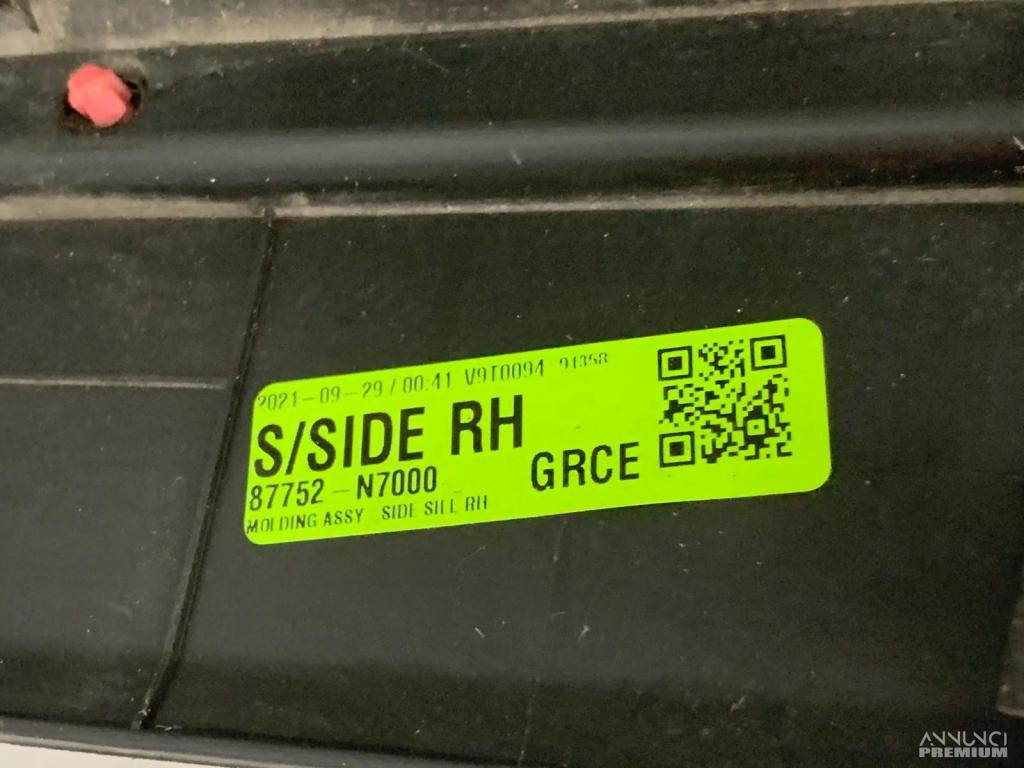 2021-09-29 / 00:41 V9T0094 91358
S/SIDE RH
87752-N7000
GRCE
MOLDING ASSY SIDE SILL RH
ANNUNCI
PREMIUM